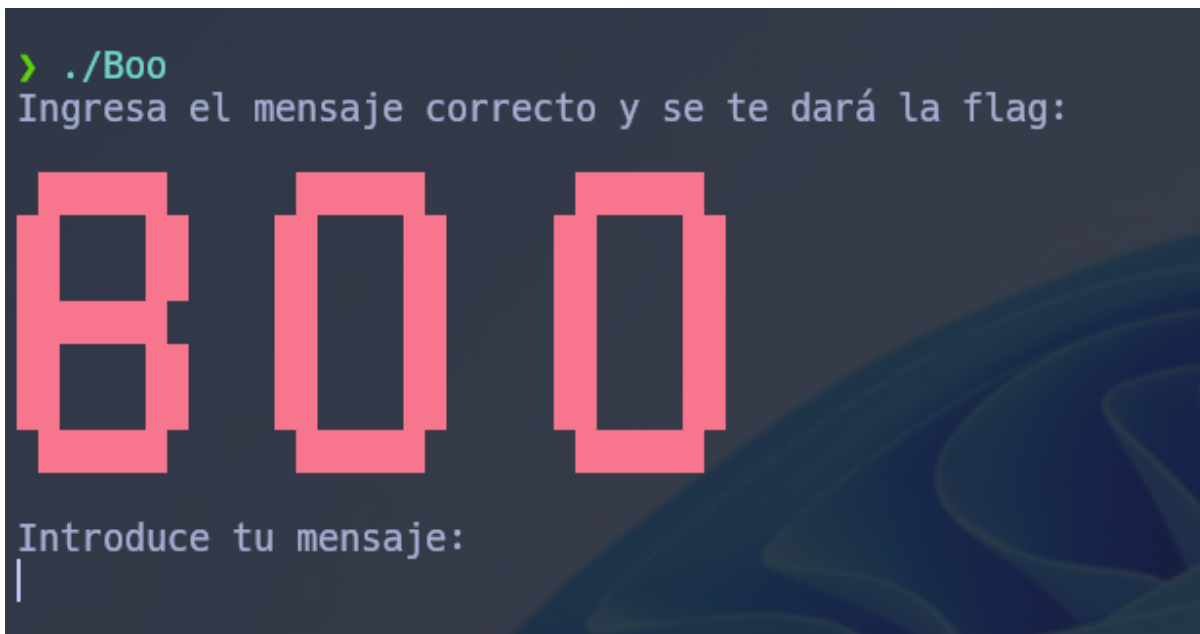 ❯ ./Boo
Ingresa el mensaje correcto y se te dará la flag:
BOO
Introduce tu mensaje: